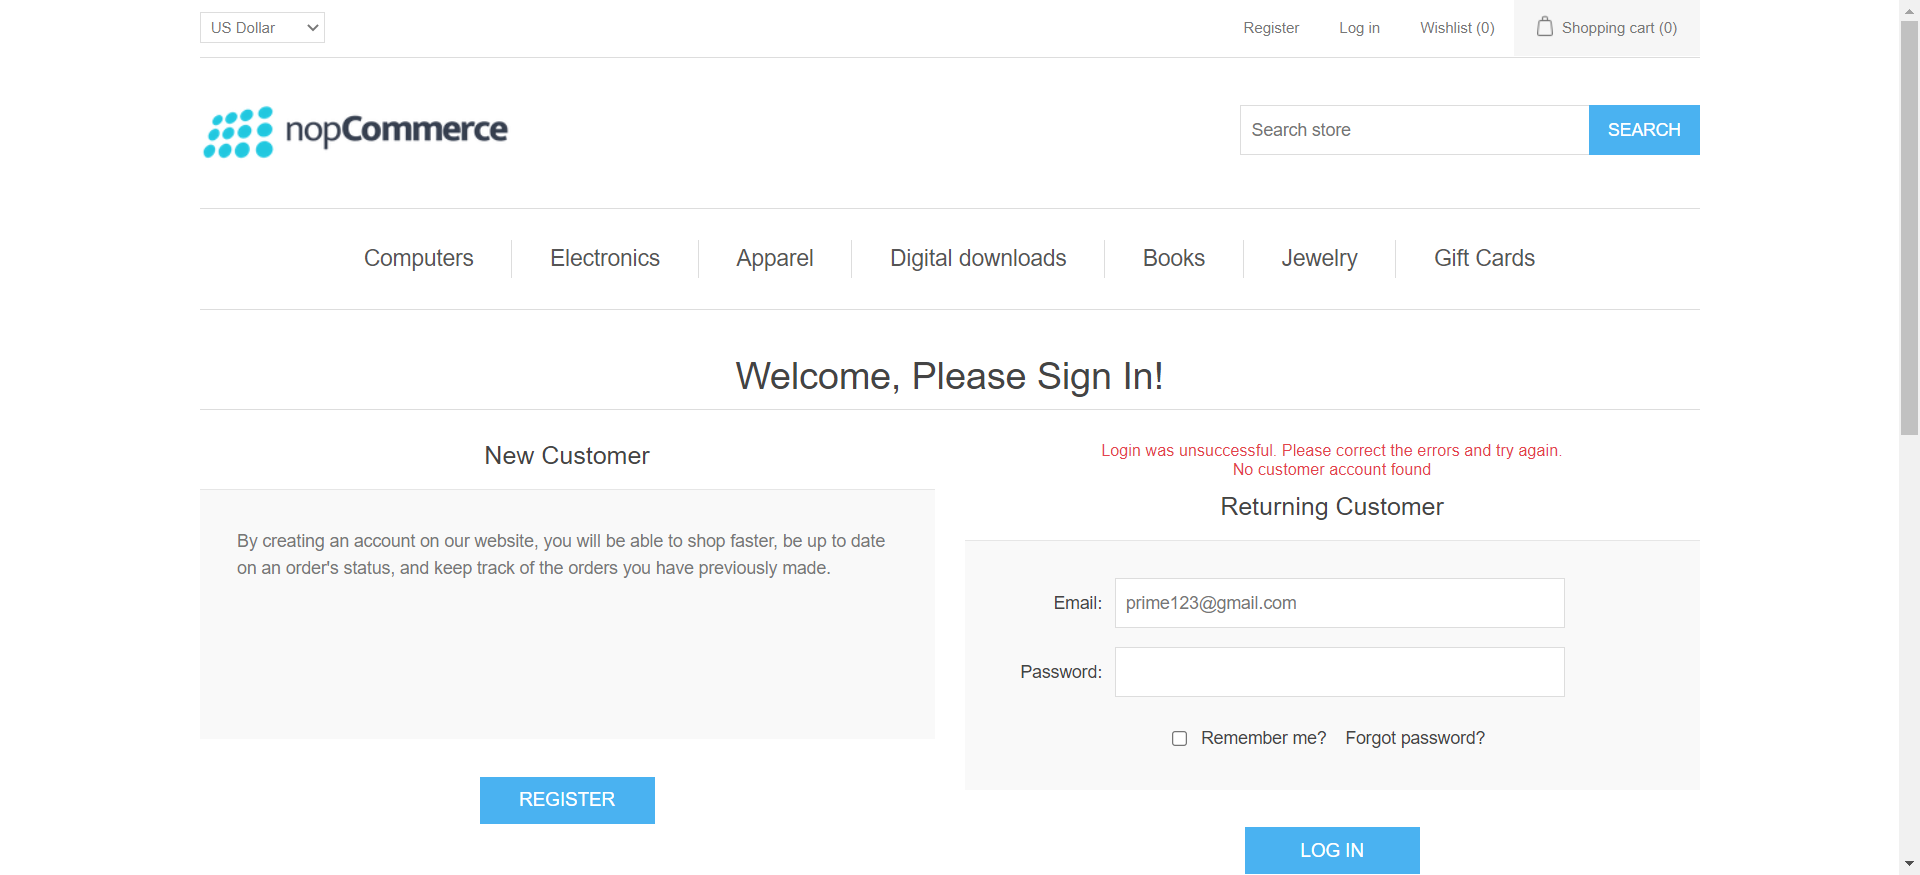 US Dollar
Register
Log in
Wishlist (0)
Shopping cart (0)
nopCommerce
Search store
SEARCH
Computers
Electronics
Apparel
Digital downloads
Books
Jewelry
Gift Cards
Welcome, Please Sign In!
New Customer
By creating an account on our website, you will be able to shop faster, be up to date
on an order's status, and keep track of the orders you have previously made.
REGISTER
Login was unsuccessful. Please correct the errors and try again.
No customer account found
Returning Customer
Email:
prime123@gmail.com
Password:
Remember me?
Forgot password?
LOG IN